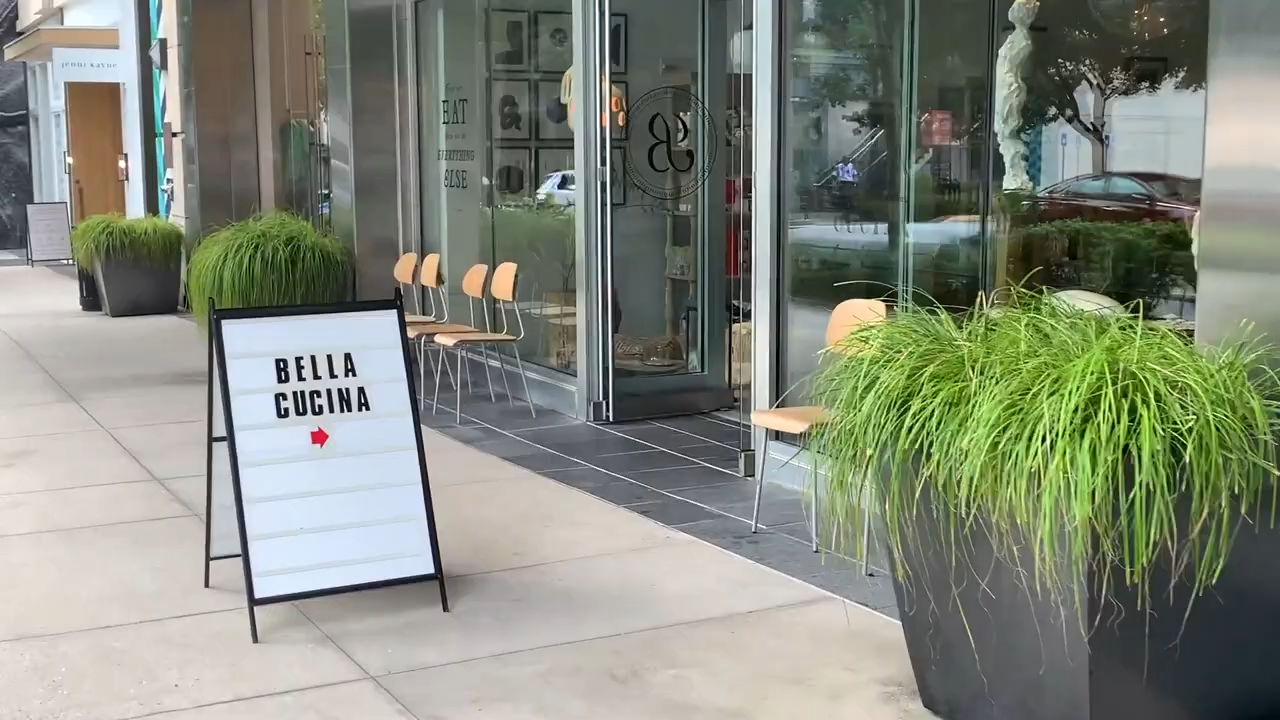 jenni kayne
EAT
EVERYTHING
ELSE
BELLA
CUCINA